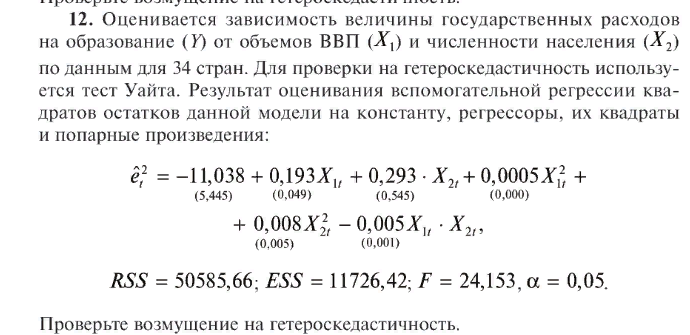 12. Оценивается зависимость величины государственных расходов
на образование (Y) от объемов ВВП (X₁) и численности населения (X₂)
по данным для 34 стран. Для проверки на гетероскедастичность использу-
ется тест Уайта. Результат оценивания вспомогательной регрессии ква-
дратов остатков данной модели на константу, регрессоры, их квадраты
и попарные произведения:
ê²ₜ = −11,038 + 0,193X₁ₜ + 0,293 · X₂ₜ + 0,0005X²₁ₜ +
(5,445) (0,049) (0,545) (0,000)
+ 0,008X²₂ₜ − 0,005X₁ₜ · X₂ₜ,
(0,005) (0,001)
RSS = 50585,66; ESS = 11726,42; F = 24,153, α = 0,05.
Проверьте возмущение на гетероскедастичность.